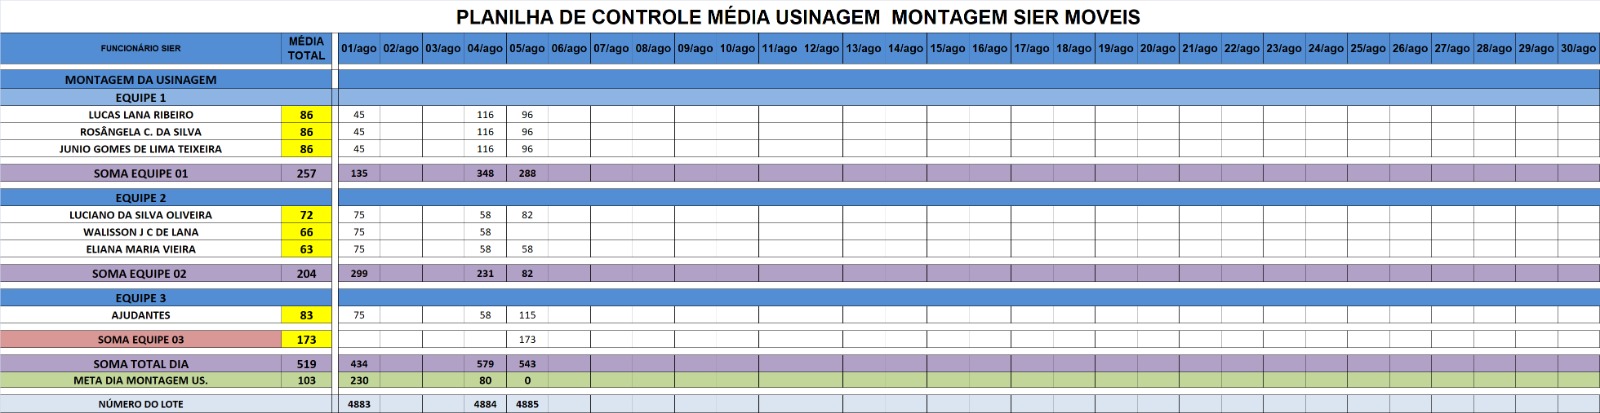 PLANILHA DE CONTROLE MÉDIA USINAGEM  MONTAGEM SIER MOVEIS
FUNCIONÁRIO SIER MÉDIA TOTAL 01/ago 02/ago 03/ago 04/ago 05/ago 06/ago 07/ago 08/ago 09/ago 10/ago 11/ago 12/ago 13/ago 14/ago 15/ago 16/ago 17/ago 18/ago 19/ago 20/ago 21/ago 22/ago 23/ago 24/ago 25/ago 26/ago 27/ago 28/ago 29/ago 30/ago
MONTAGEM DA USINAGEM
EQUIPE 1
LUCAS LANA RIBEIRO 86 45 116 96
ROSÂNGELA C. DA SILVA 86 45 116 96
JUNIO GOMES DE LIMA TEIXEIRA 86 45 116 96
SOMA EQUIPE 01 257 135 348 288
EQUIPE 2
LUCIANO DA SILVA OLIVEIRA 72 75 58 82
WALISSON J C DE LANA 66 75 58
ELIANA MARIA VIEIRA 63 75 58 58
SOMA EQUIPE 02 204 299 231 82
EQUIPE 3
AJUDANTES 83 75 58 115
SOMA EQUIPE 03 173 173
SOMA TOTAL DIA 519 434 579 543
META DIA MONTAGEM US. 103 230 80 0
NÚMERO DO LOTE 4883 4884 4885